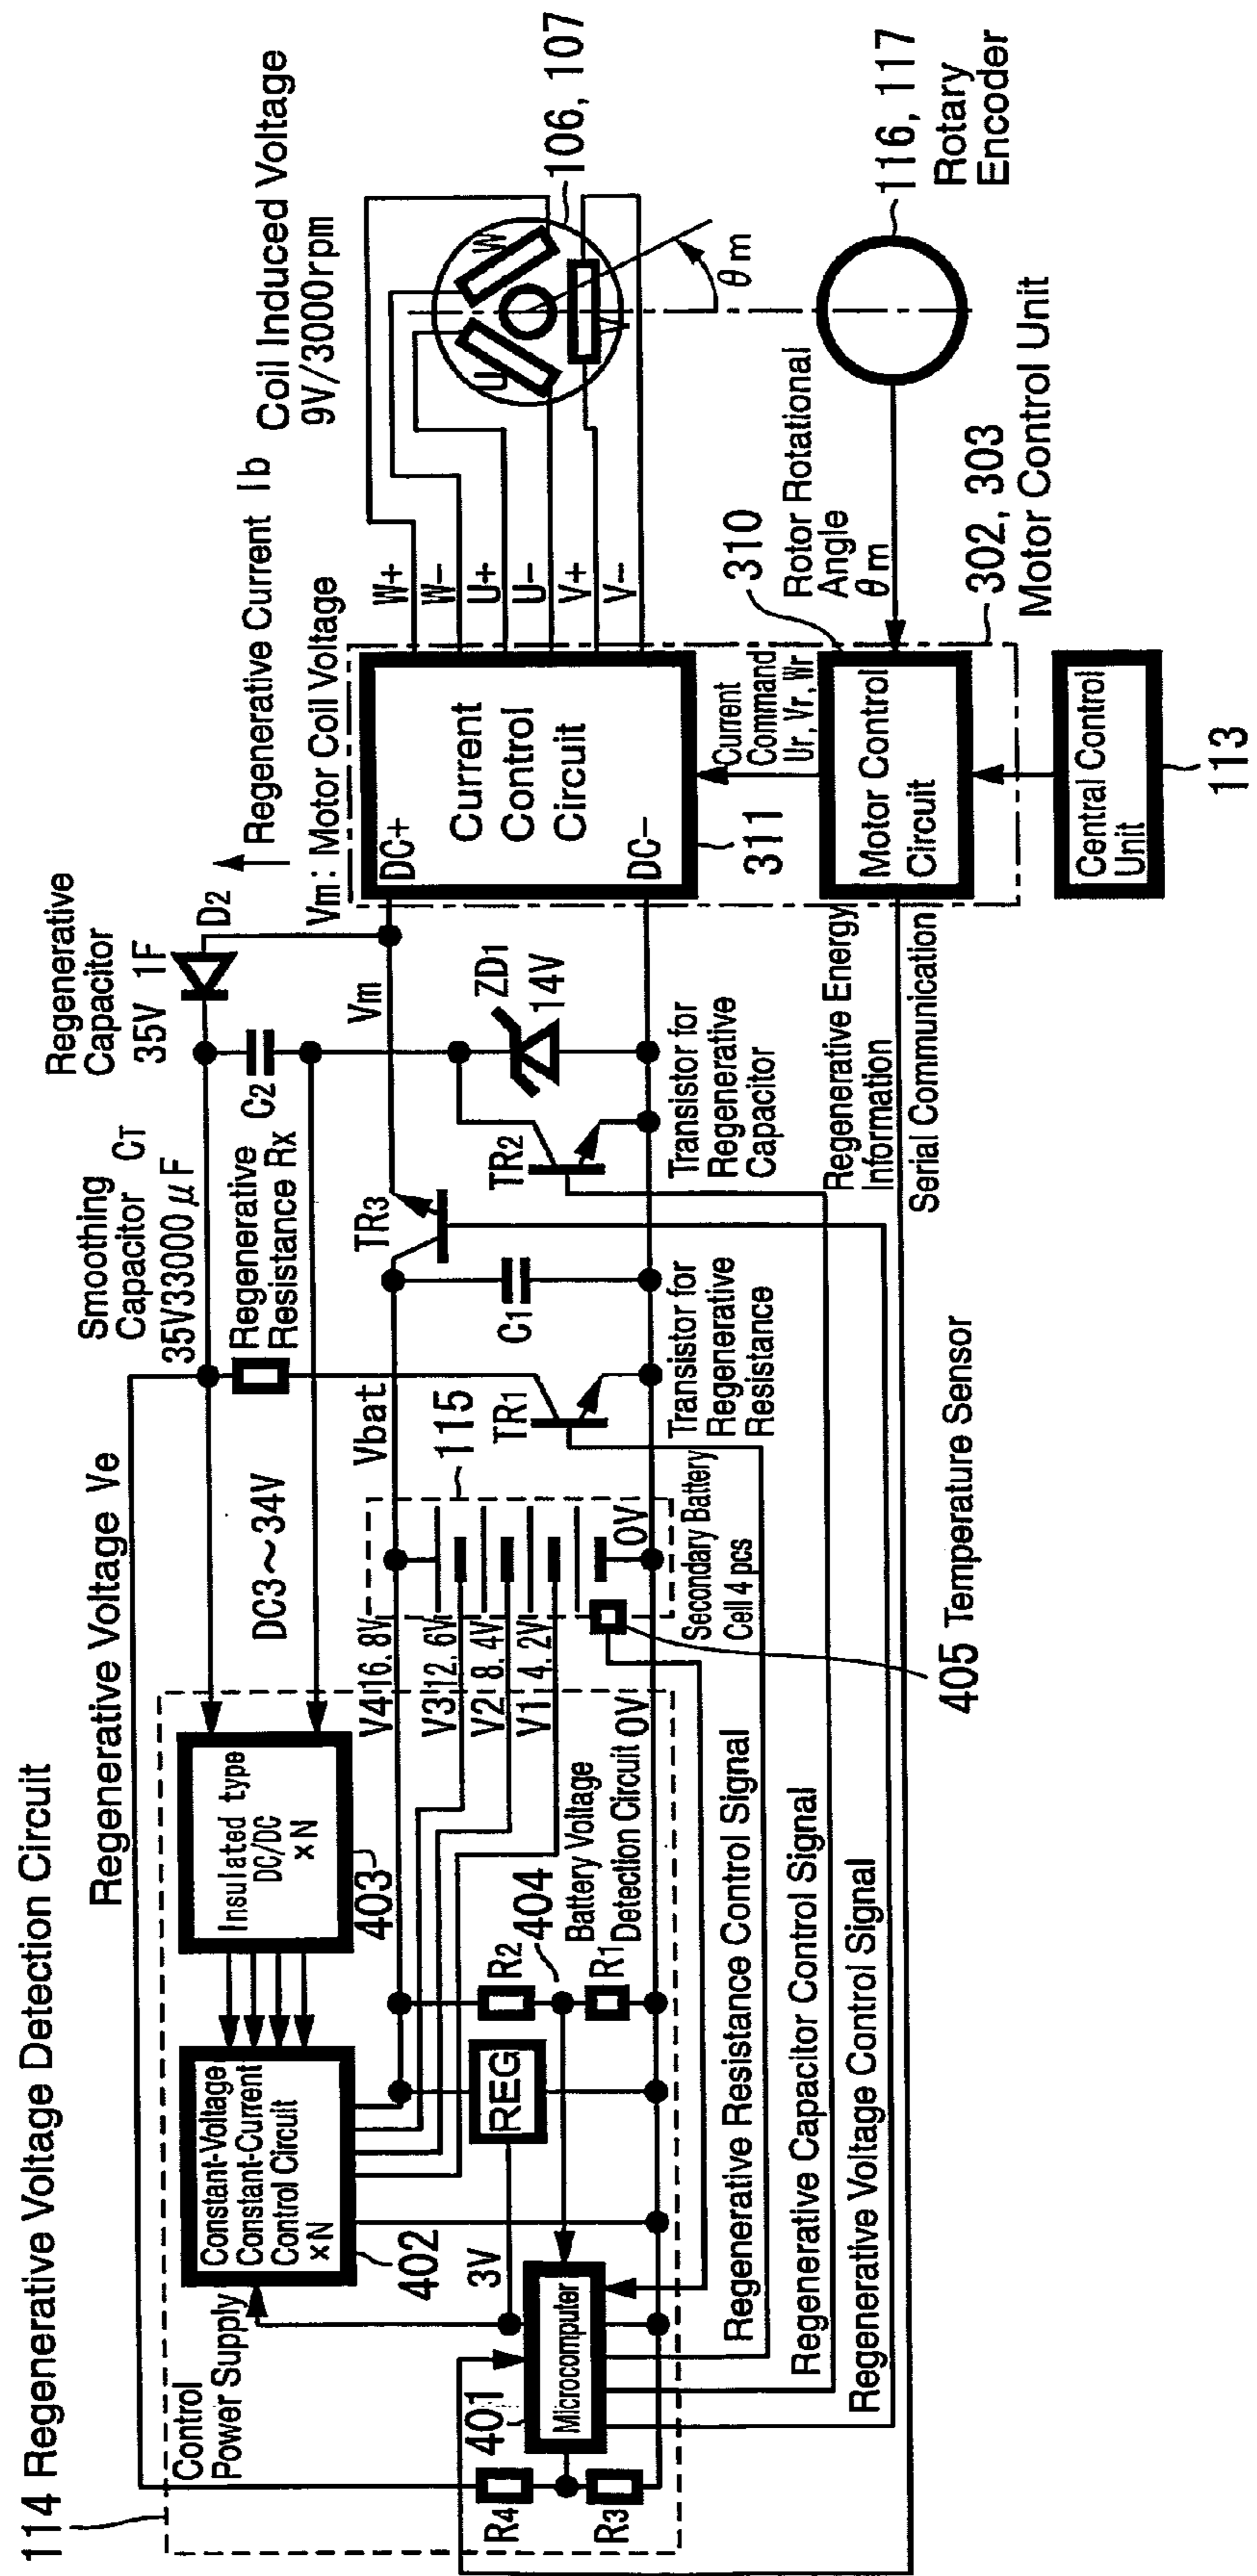 114 Regenerative Voltage Detection Circuit
Regenerative Voltage Ve
Smoothing
Capacitor CT
35V33000μF
Regenerative
Capacitor
35V 1F
D2
Regenerative Current Ib
Coil Induced Voltage
9V/3000rpm
Control
Power Supply
Constant-Voltage
Constant-Current
Control Circuit
×N
402
Insulated type
DC/DC
×N
403
DC3~34V
Regenerative
Resistance Rx
C2
Vm
Vm: Motor Coil Voltage
W+
W-
U+
U-
V+
V-
U
W
V
106, 107
θm
V4 16.8V
V3 12.6V
V2 8.4V
V1 4.2V
0V
0V
Vbat
115
TR3
C1
TR1
TR2
ZD1
14V
DC+
DC-
Current
Control
Circuit
311
R4
R3
401
Microcomputer
3V
REG
R2
404
R1
Battery Voltage
Detection Circuit
Secondary Battery
Cell 4 pcs
Transistor for
Regenerative
Resistance
Transistor for
Regenerative
Capacitor
Current
Command
Ur, Vr, Wr
310
Rotor Rotational
Angle
θm
116, 117
Rotary
Encoder
Regenerative Resistance Control Signal
Regenerative Capacitor Control Signal
Regenerative Voltage Control Signal
405 Temperature Sensor
Regenerative Energy
Information
Serial Communication
Motor Control
Circuit
302, 303
Motor Control Unit
Central Control
Unit
113